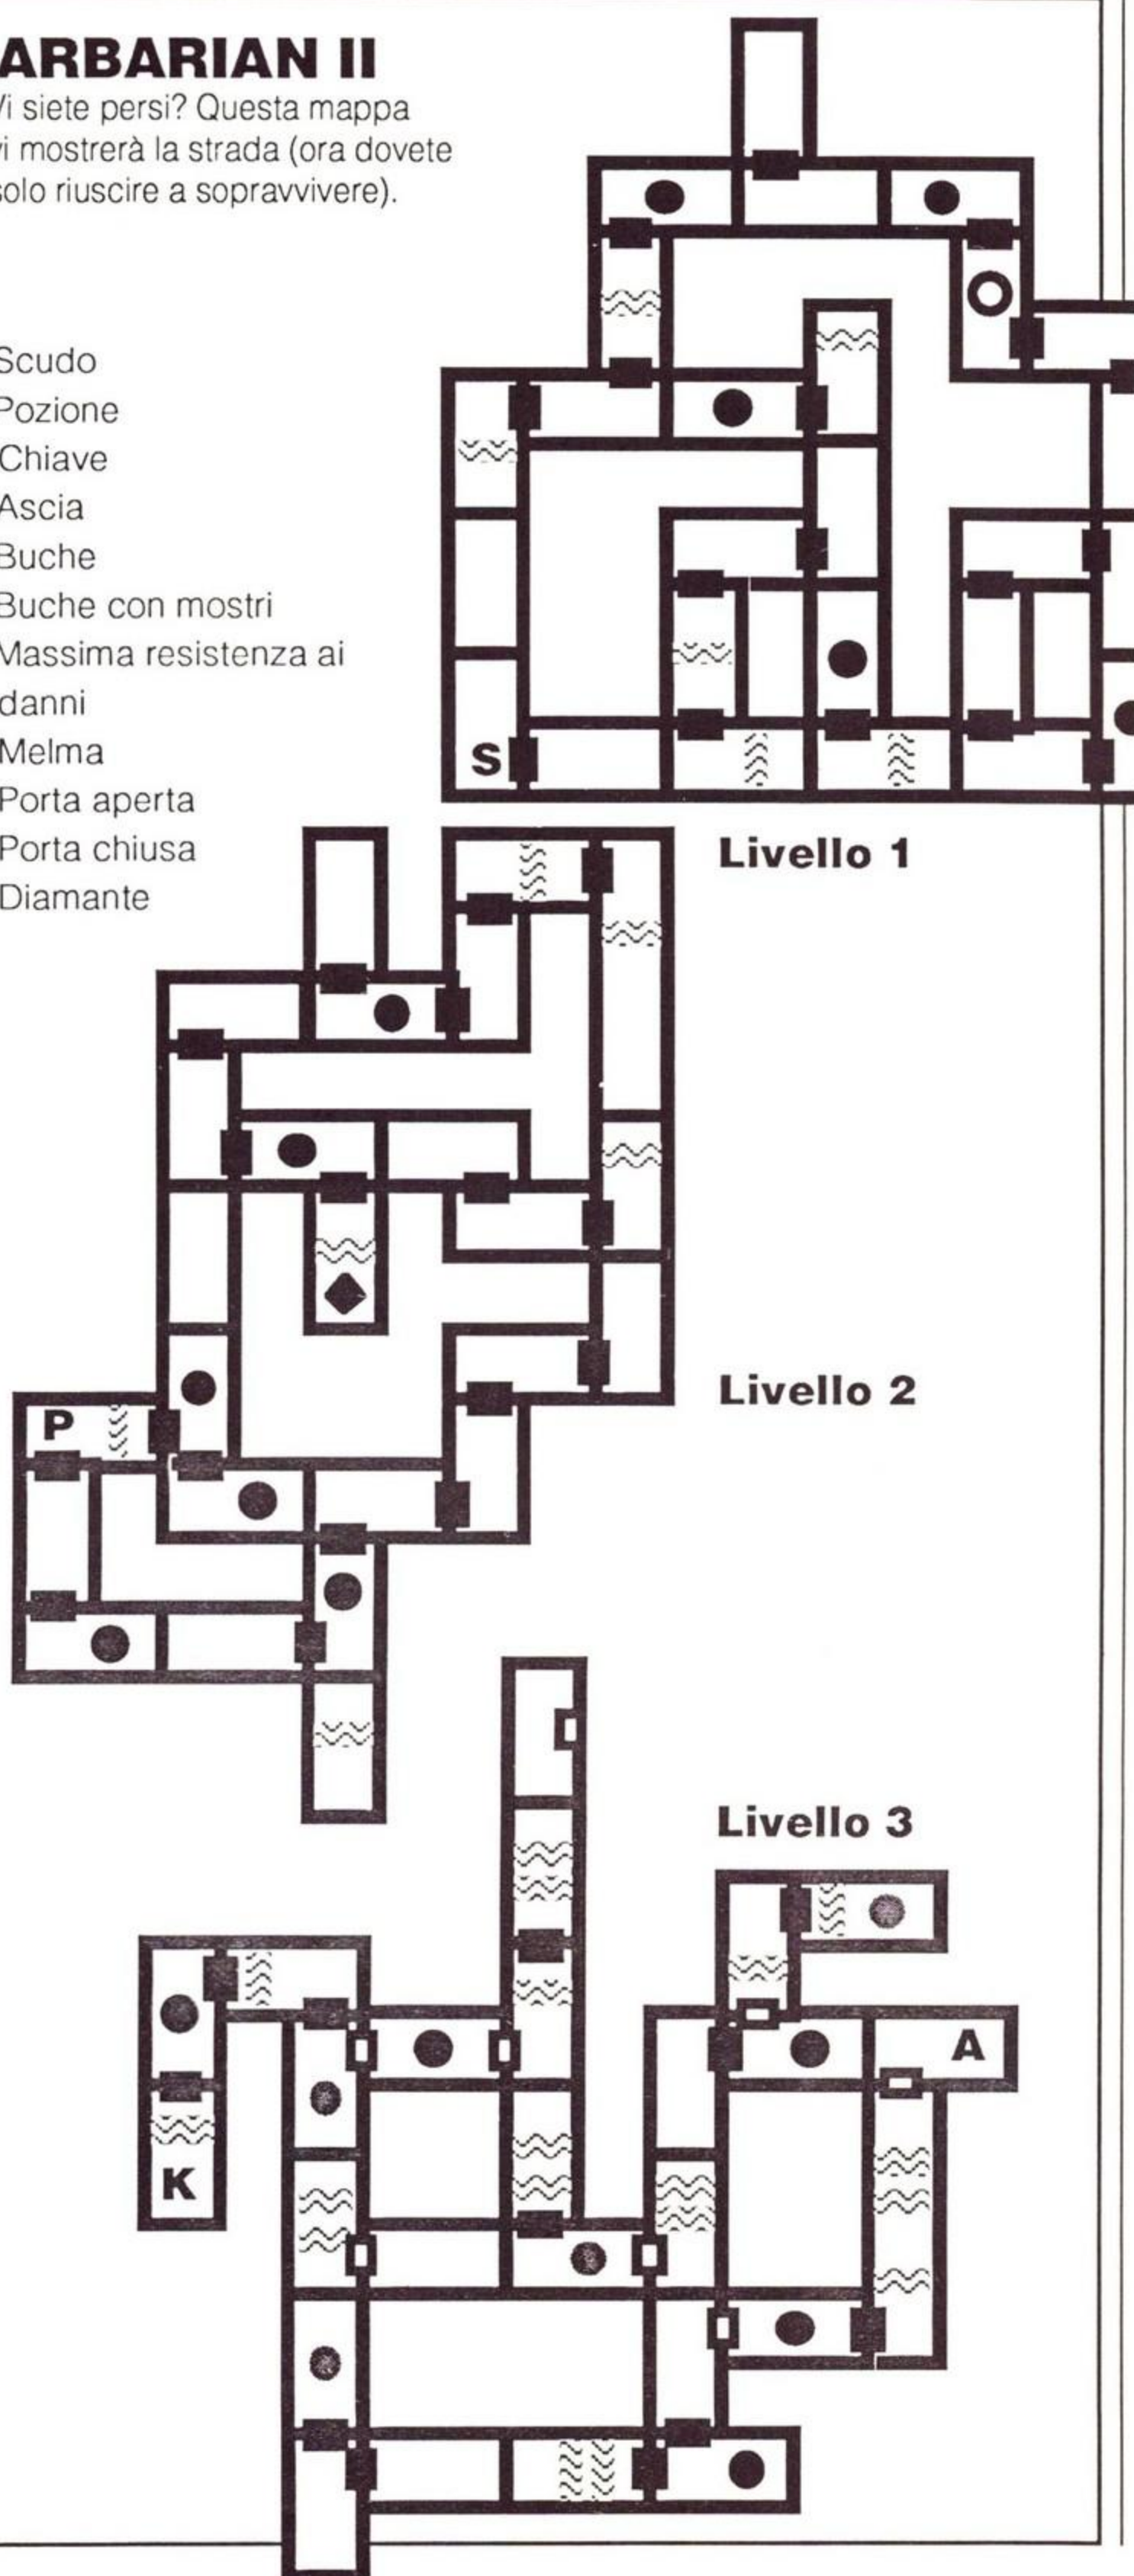 ARBARIAN II
Vi siete persi? Questa mappa
vi mostrerà la strada (ora dovete
solo riuscire a sopravvivere).
Scudo
Pozione
Chiave
Ascia
Buche
Buche con mostri
Massima resistenza ai
danni
Melma
Porta aperta
Porta chiusa
Diamante
S
Livello 1
Livello 2
P
Livello 3
A
K